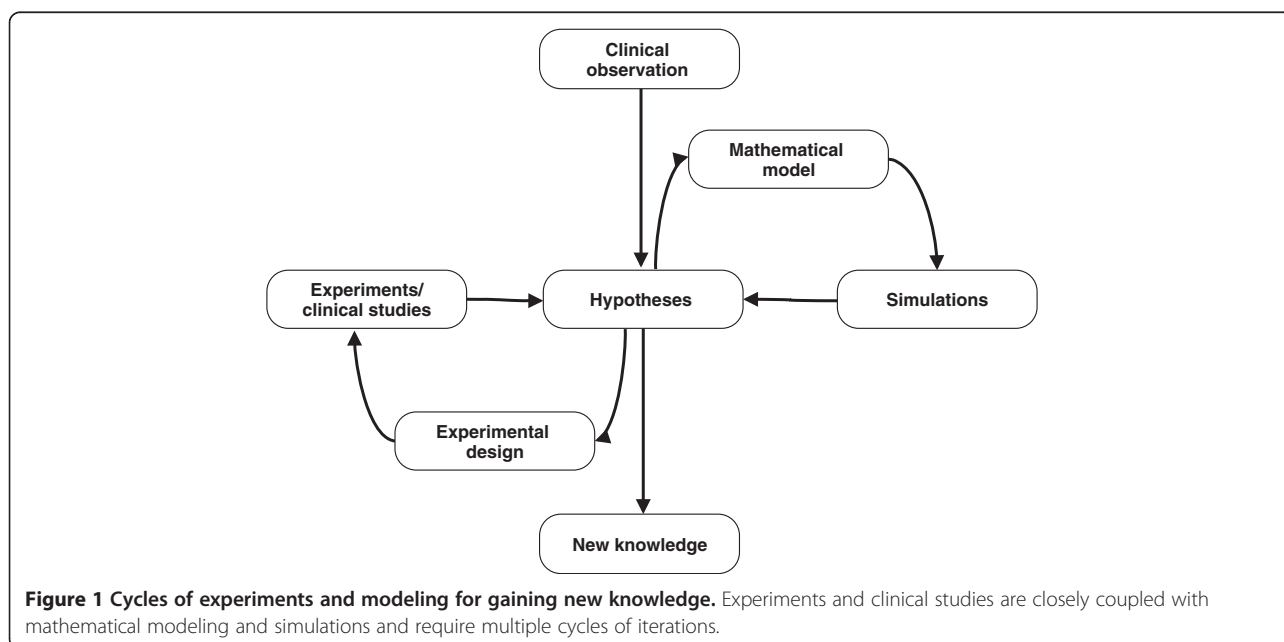 Clinical
observation
Mathematical
model
Experiments/
clinical studies
Hypotheses
Simulations
Experimental
design
New knowledge
Figure 1 Cycles of experiments and modeling for gaining new knowledge. Experiments and clinical studies are closely coupled with
mathematical modeling and simulations and require multiple cycles of iterations.